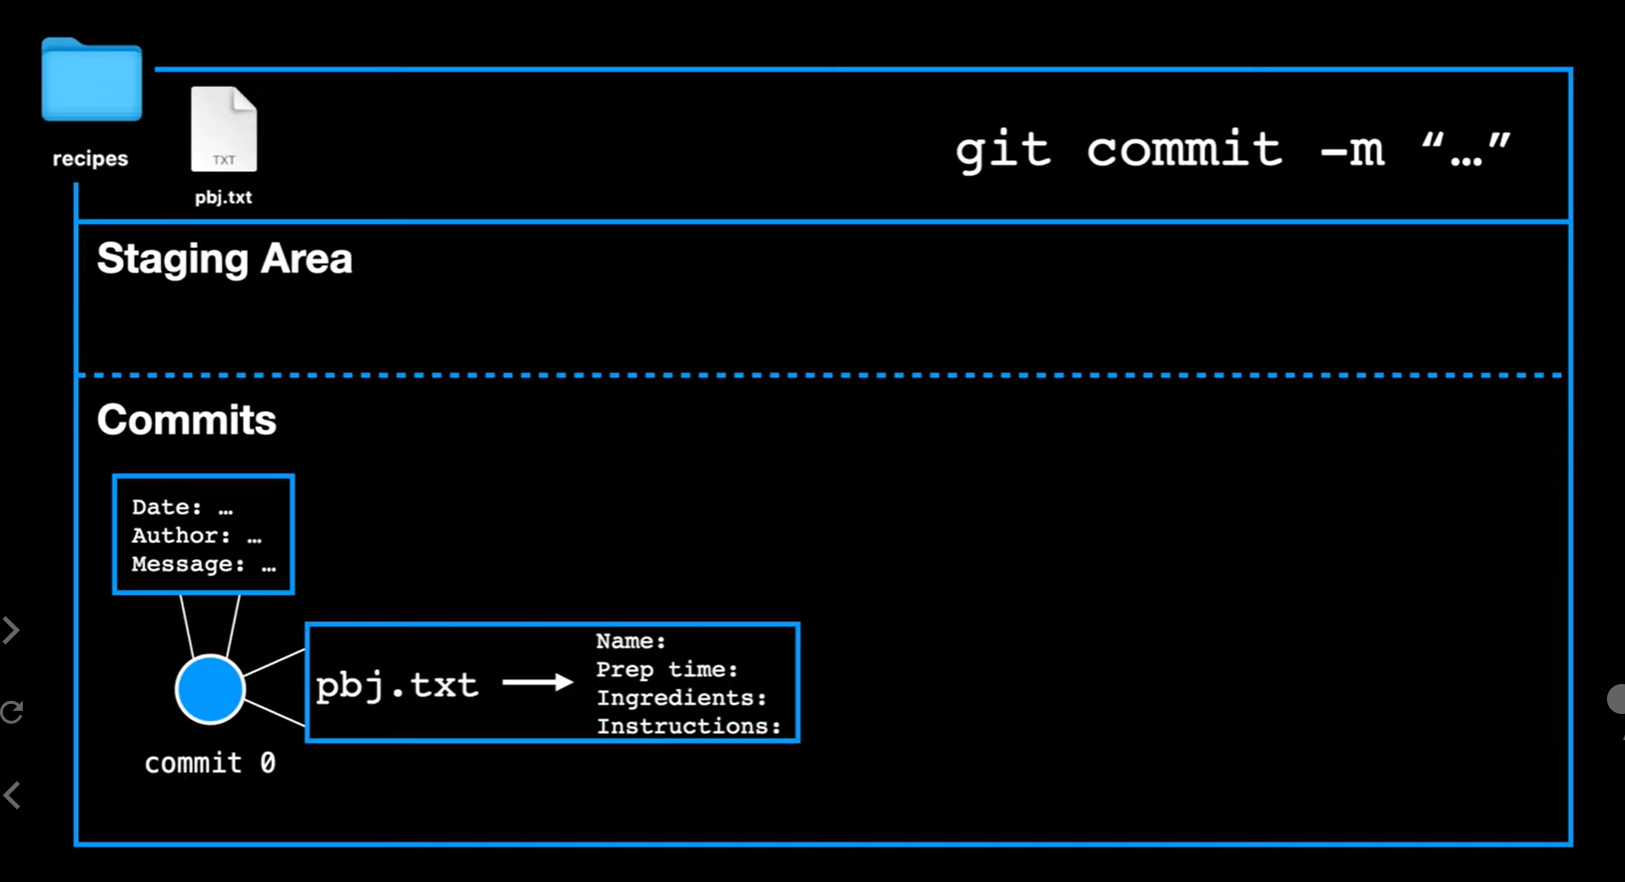 recipes
TXT
pbj.txt
git commit -m “…”
Staging Area
Commits
Date: …
Author: …
Message: …
pbj.txt
Name:
Prep time:
Ingredients:
Instructions:
commit 0